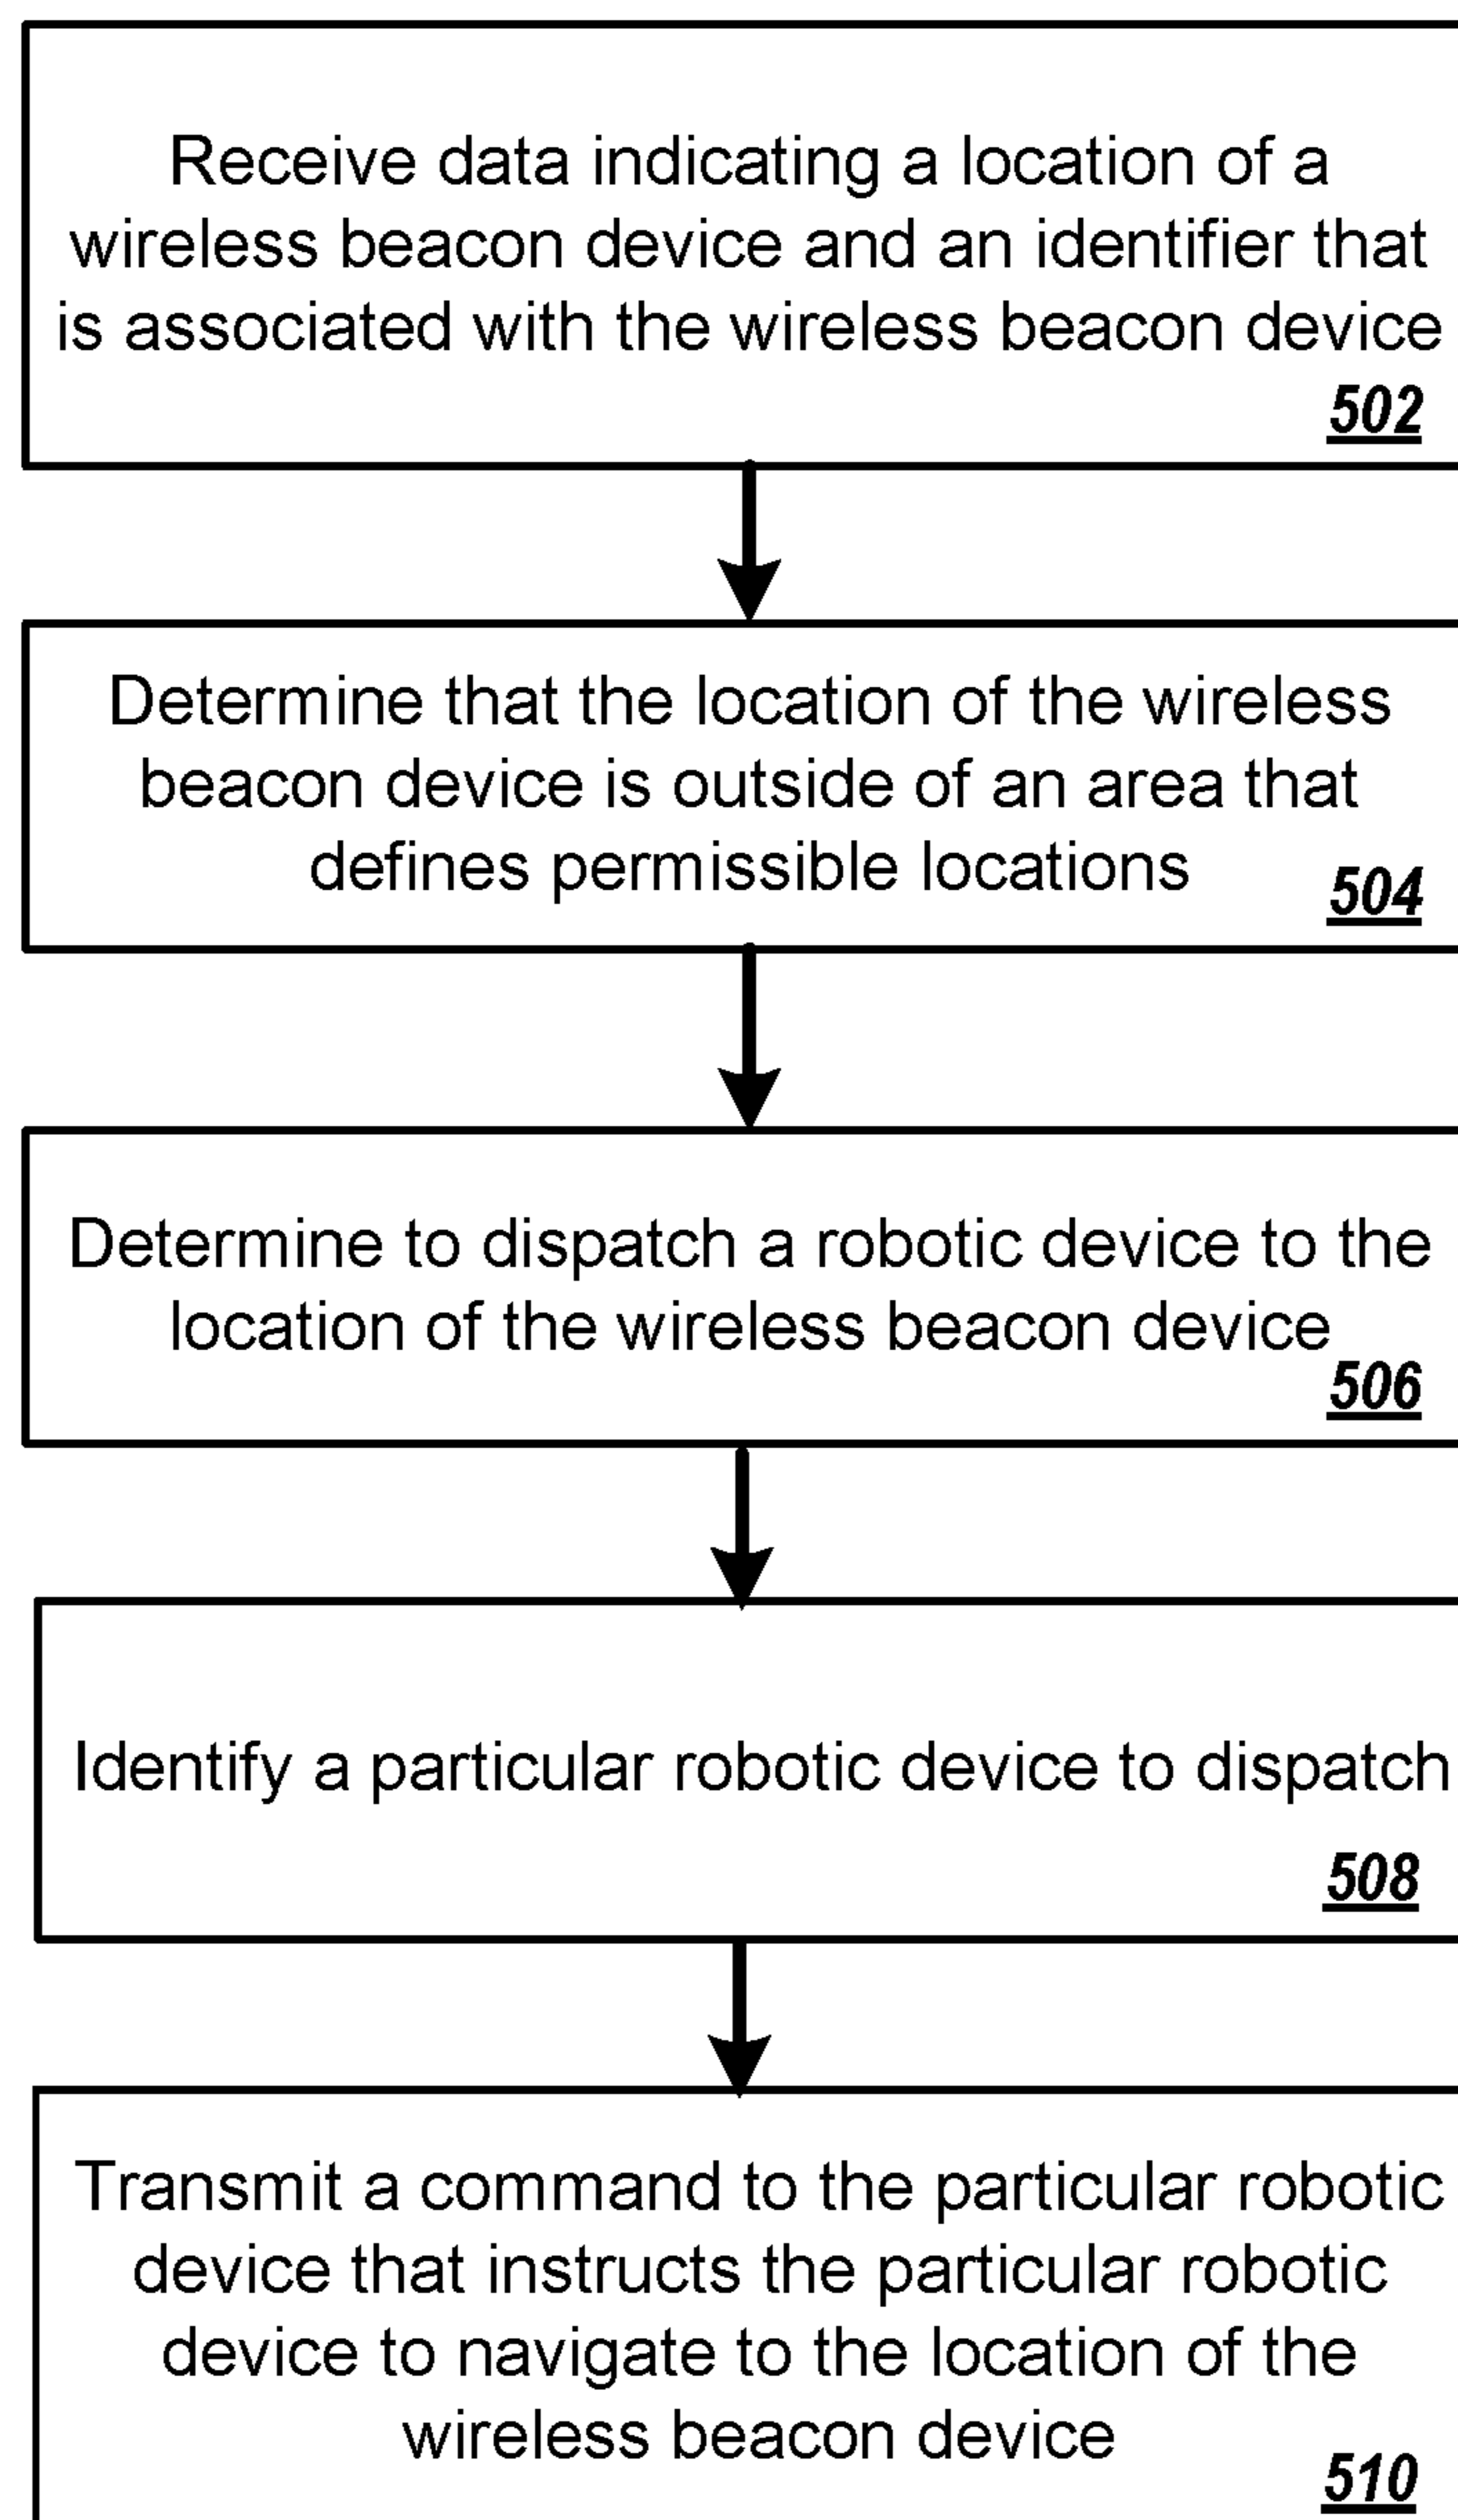 Receive data indicating a location of a
wireless beacon device and an identifier that
is associated with the wireless beacon device
502
Determine that the location of the wireless
beacon device is outside of an area that
defines permissible locations
504
Determine to dispatch a robotic device to the
location of the wireless beacon device
506
Identify a particular robotic device to dispatch
508
Transmit a command to the particular robotic
device that instructs the particular robotic
device to navigate to the location of the
wireless beacon device
510